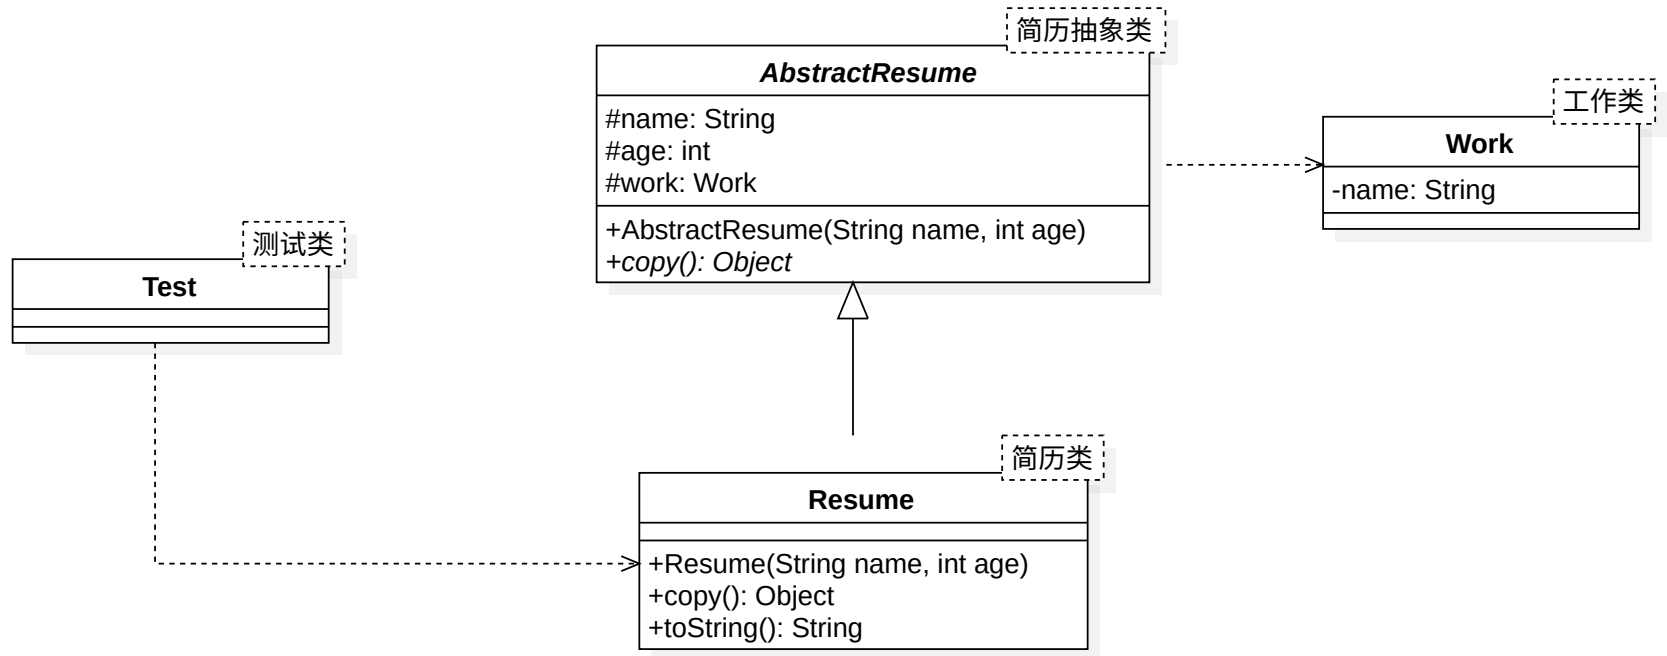 简历抽象类
AbstractResume
#name: String
#age: int
#work: Work
+AbstractResume(String name, int age)
+copy(): Object
工作类
Work
-name: String
测试类
Test
简历类
Resume
+Resume(String name, int age)
+copy(): Object
+toString(): String